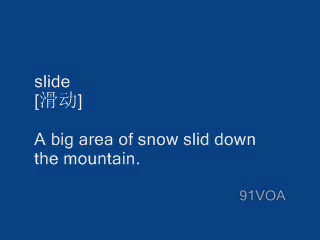 slide
[滑动]
A big area of snow slid down
the mountain.
91VOA